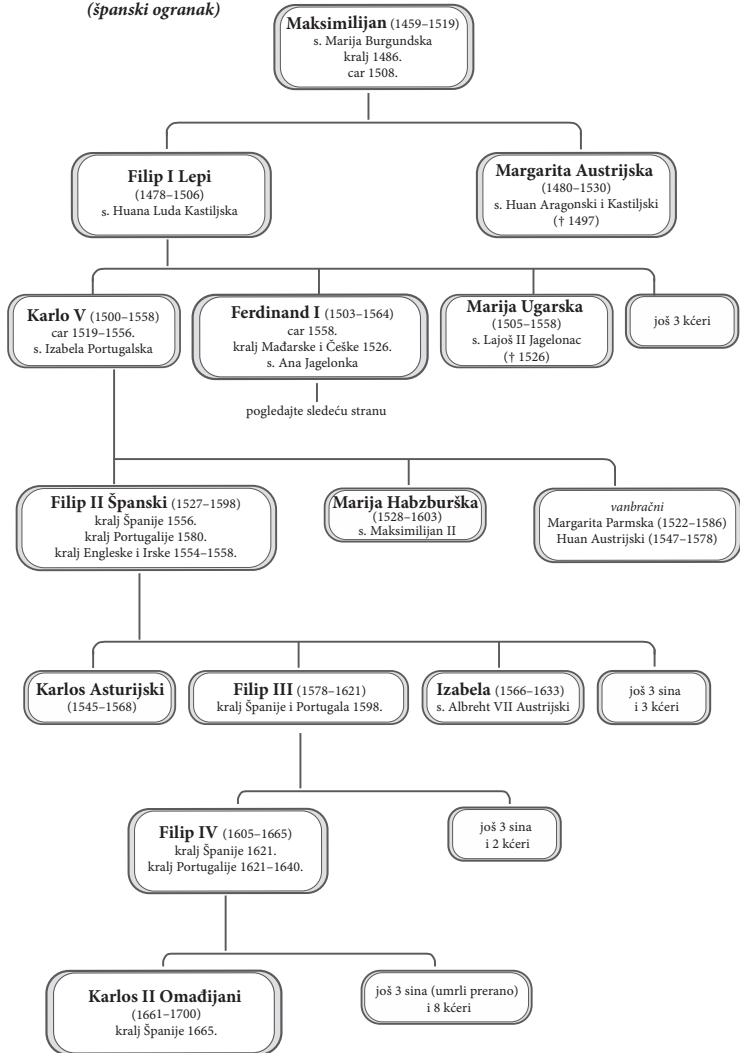 (španski ogranak)
Maksimilijan (1459–1519)
s. Marija Burgundska
kralj 1486.
car 1508.
Filip I Lepi
(1478–1506)
s. Huana Luda Kastiljska
Margarita Austrijska
(1480–1530)
s. Huan Aragonski i Kastiljski
(† 1497)
Karlo V (1500–1558)
car 1519–1556.
s. Izabela Portugalska
Ferdinand I (1503–1564)
car 1558.
kralj Mađarske i Češke 1526.
s. Ana Jagelonka
Marija Ugarska
(1505–1558)
s. Lajoš II Jagelonac
(† 1526)
još 3 kćeri
pogledajte sledeću stranu
Filip II Španski (1527–1598)
kralj Španije 1556.
kralj Portugalije 1580.
kralj Engleske i Irske 1554–1558.
Marija Habzburška
(1528–1603)
s. Maksimilijan II
vanbračni
Margarita Parmska (1522–1586)
Huan Austrijski (1547–1578)
Karlos Asturijski
(1545–1568)
Filip III (1578–1621)
kralj Španije i Portugala 1598.
Izabela (1566–1633)
s. Albreht VII Austrijski
još 3 sina
i 3 kćeri
Filip IV (1605–1665)
kralj Španije 1621.
kralj Portugalije 1621–1640.
još 3 sina
i 2 kćeri
Karlos II Omađijani
(1661–1700)
kralj Španije 1665.
još 3 sina (umrli prerano)
i 8 kćeri